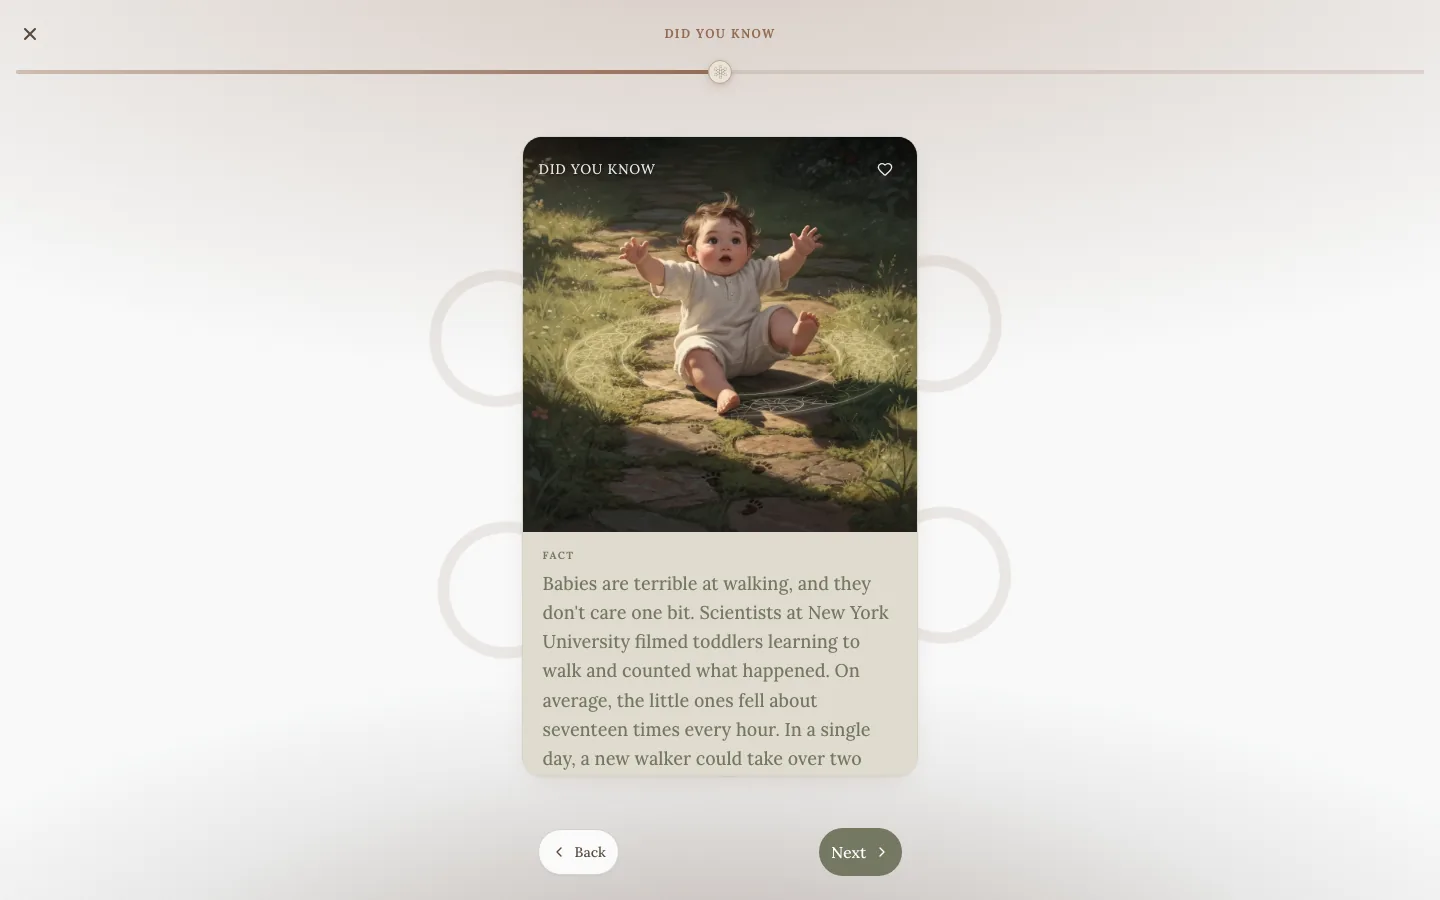 DID YOU KNOW
DID YOU KNOW
FACT
Babies are terrible at walking, and they
don't care one bit. Scientists at New York
University filmed toddlers learning to
walk and counted what happened. On
average, the little ones fell about
seventeen times every hour. In a single
day, a new walker could take over two
Back
Next